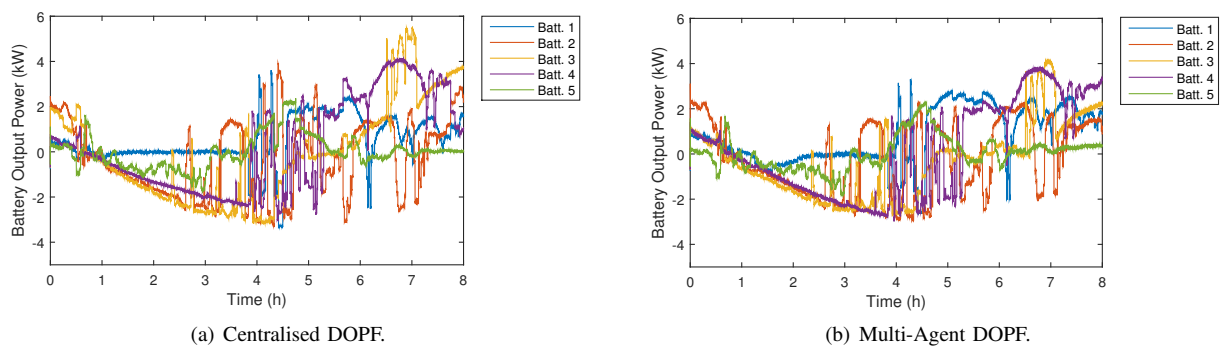 Battery Output Power (kW)
6
4
2
0
-2
-4
0 1 2 3 4 5 6 7 8
Time (h)
Batt. 1
Batt. 2
Batt. 3
Batt. 4
Batt. 5
(a) Centralised DOPF.
Battery Output Power (kW)
6
4
2
0
-2
-4
0 1 2 3 4 5 6 7 8
Time (h)
Batt. 1
Batt. 2
Batt. 3
Batt. 4
Batt. 5
(b) Multi-Agent DOPF.